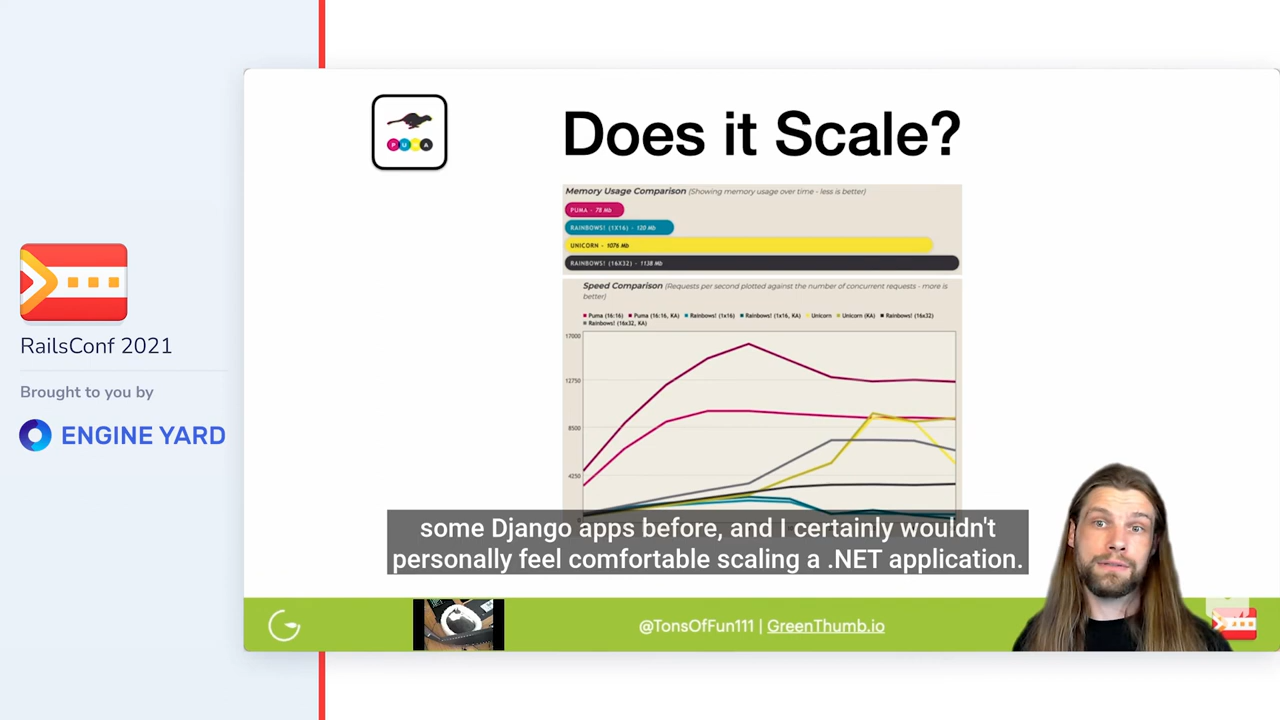 RailsConf 2021
Brought to you by
ENGINE YARD
PUMA
Does it Scale?
Memory Usage Comparison (Showing memory usage over time - less is better)
PUMA - 78 Mb
RAINBOWS! (1X16) - 120 Mb
UNICORN - 1076 Mb
RAINBOWS! (16X32) - 1138 Mb
Speed Comparison (Requests per second plotted against the number of concurrent requests - more is
better)
Puma (16:16) Puma (16:16, KA) Rainbows! (1x16) Rainbows! (1x16, KA) Unicorn Unicorn (KA) Rainbows! (16x32)
Rainbows! (16x32, KA)
17000
12750
8500
4250
some Django apps before, and I certainly wouldn't
personally feel comfortable scaling a .NET application.
@TonsOfFun111 | GreenThumb.io